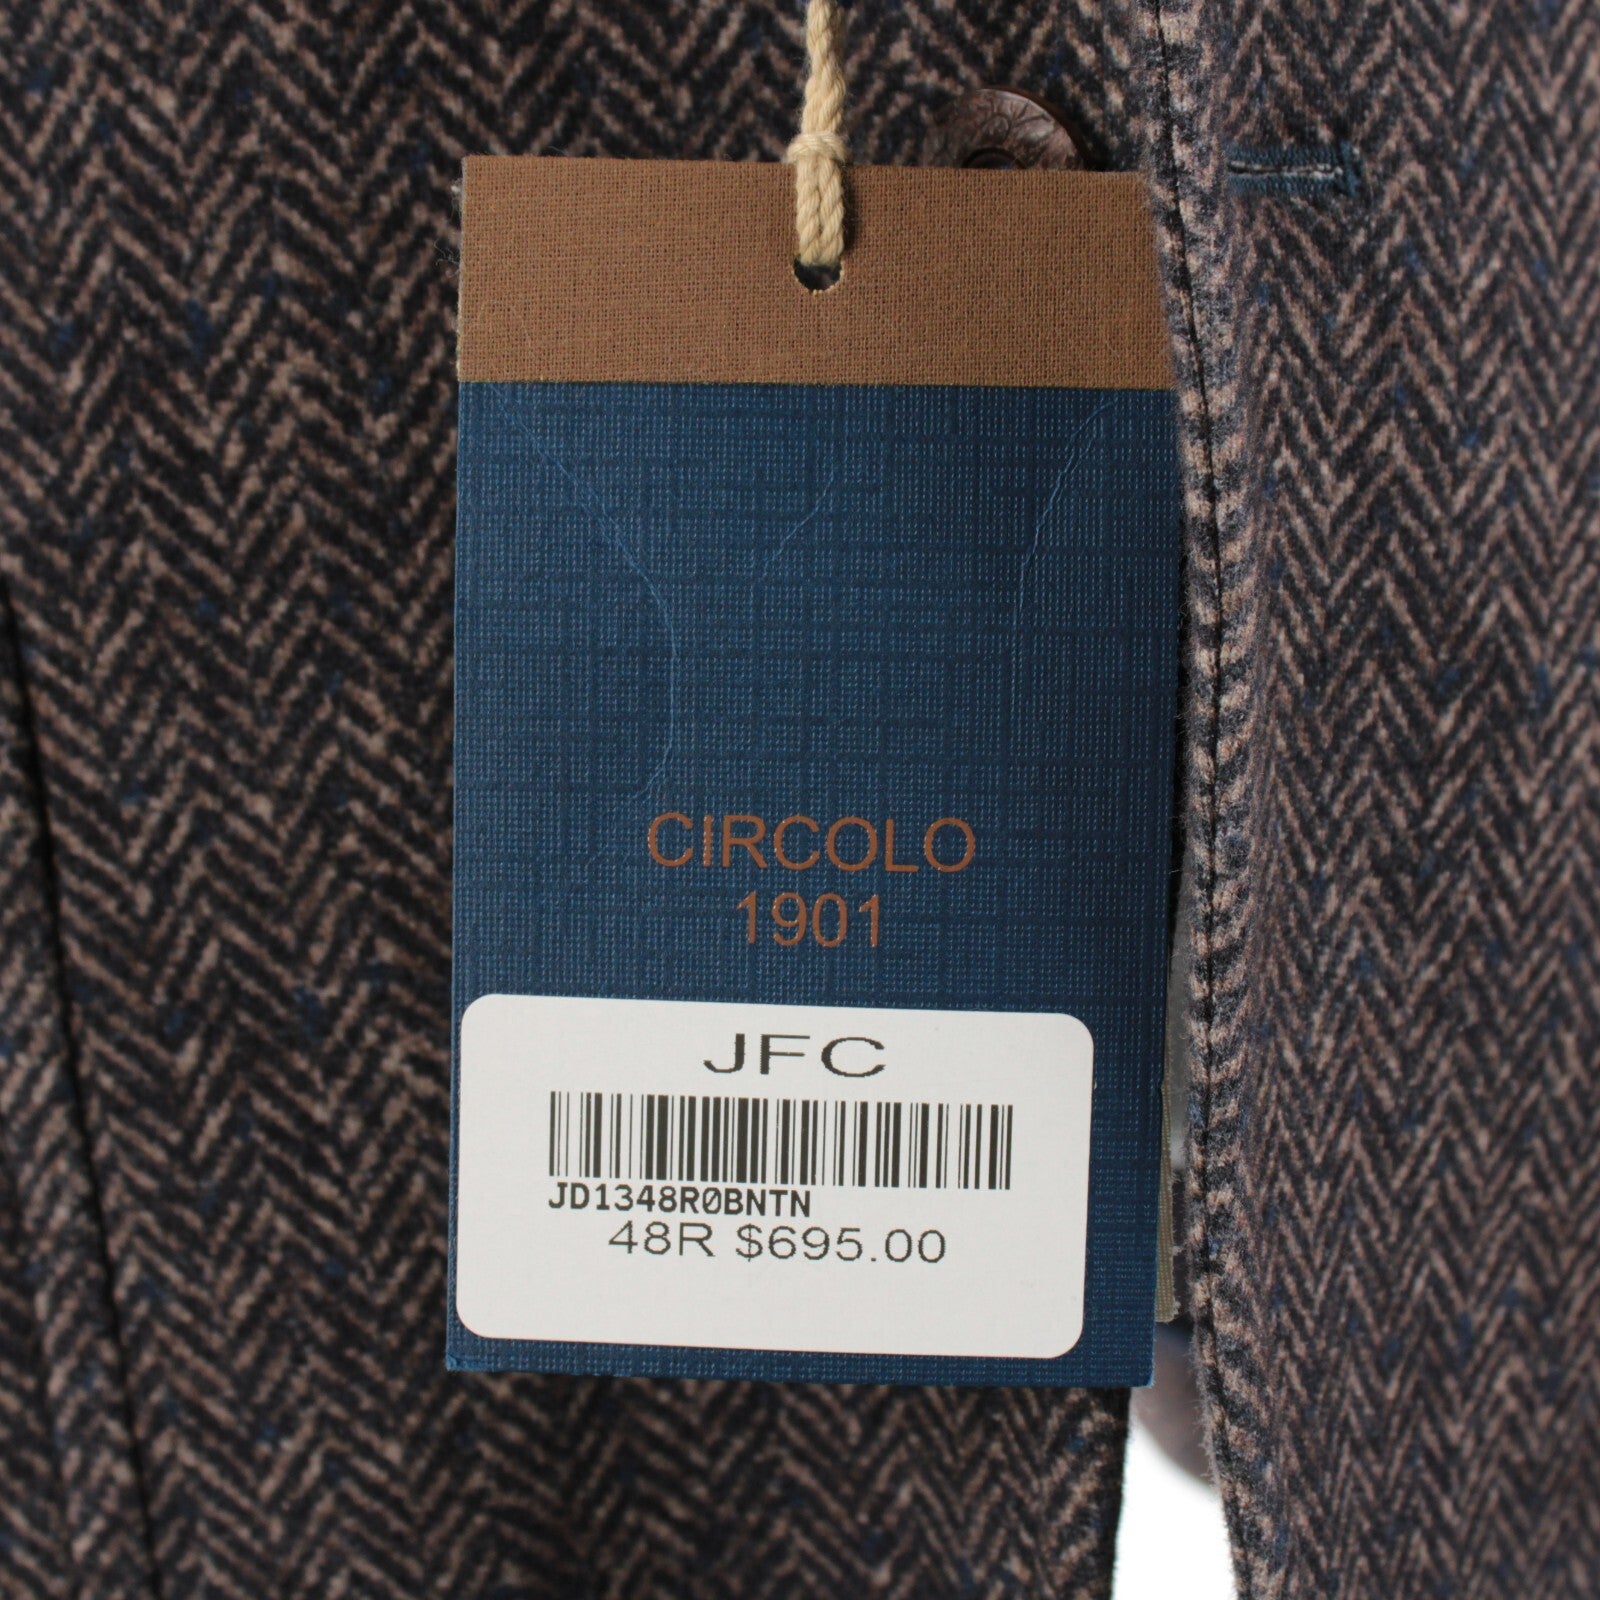 CIRCOLO
1901
JFC
JD1348R0BNTN
48R $695.00